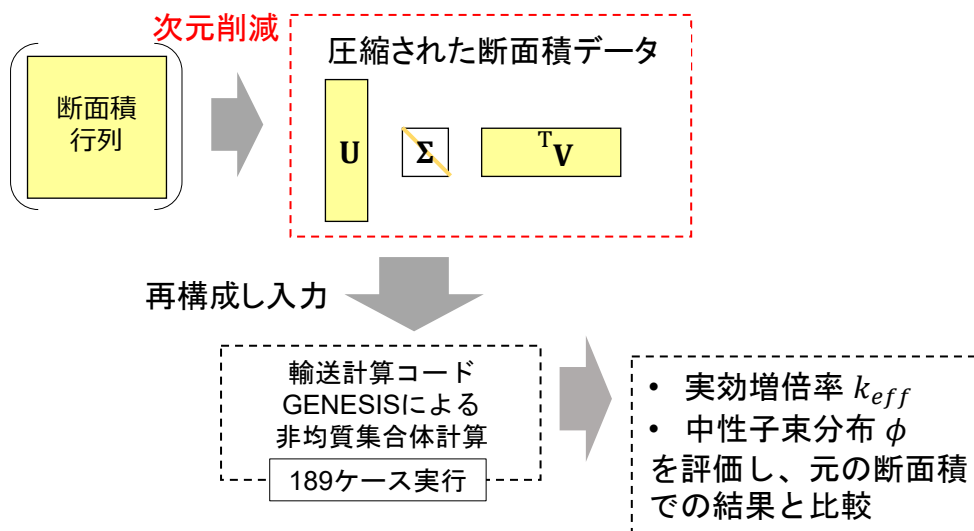 次元削減
断面積
行列
圧縮された断面積データ
U
Σ
ᵀV
再構成し入力
輸送計算コード
GENESISによる
非均質集合体計算
189ケース実行
• 実効増倍率 k_eff
• 中性子束分布 ϕ
を評価し、元の断面積
での結果と比較